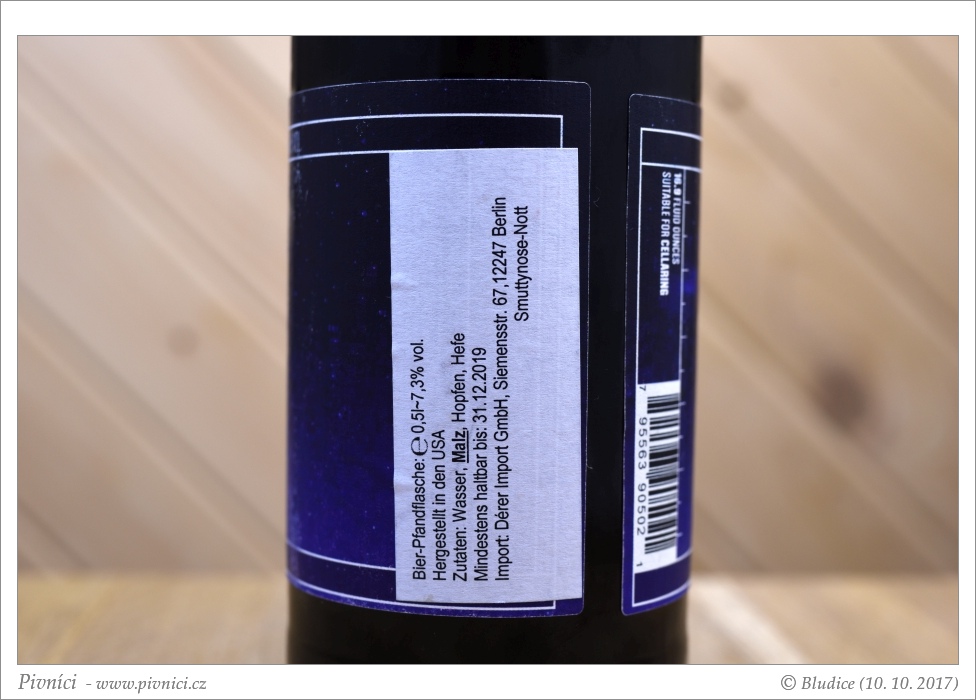 Bier-Pfandflasche: ℮ 0,5l~7,3% vol.
Hergestellt in den USA
Zutaten: Wasser, Malz, Hopfen, Hefe
Mindestens haltbar bis: 31.12.2019
Import: Dérer Import GmbH, Siemensstr. 67,12247 Berlin
Smuttynose-Nott
16.9 FLUID OUNCES
SUITABLE FOR CELLARING
7 95563 90502 1
Pivníci - www.pivnici.cz
© Bludice (10. 10. 2017)